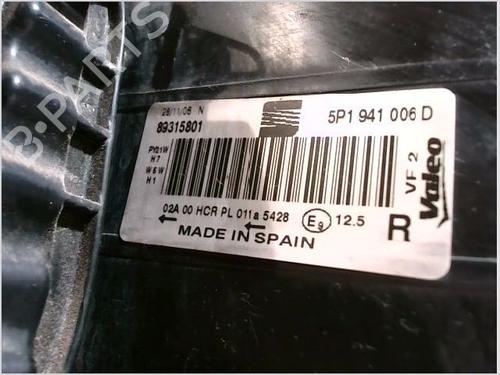 B-PARTS
28/11/06 N
89315801
5P1 941 006 D
PY21W
H7
W5W
H1
02A 00 HCR PL 011a 5428
E9 12.5
MADE IN SPAIN
R
VF 2
Valeo